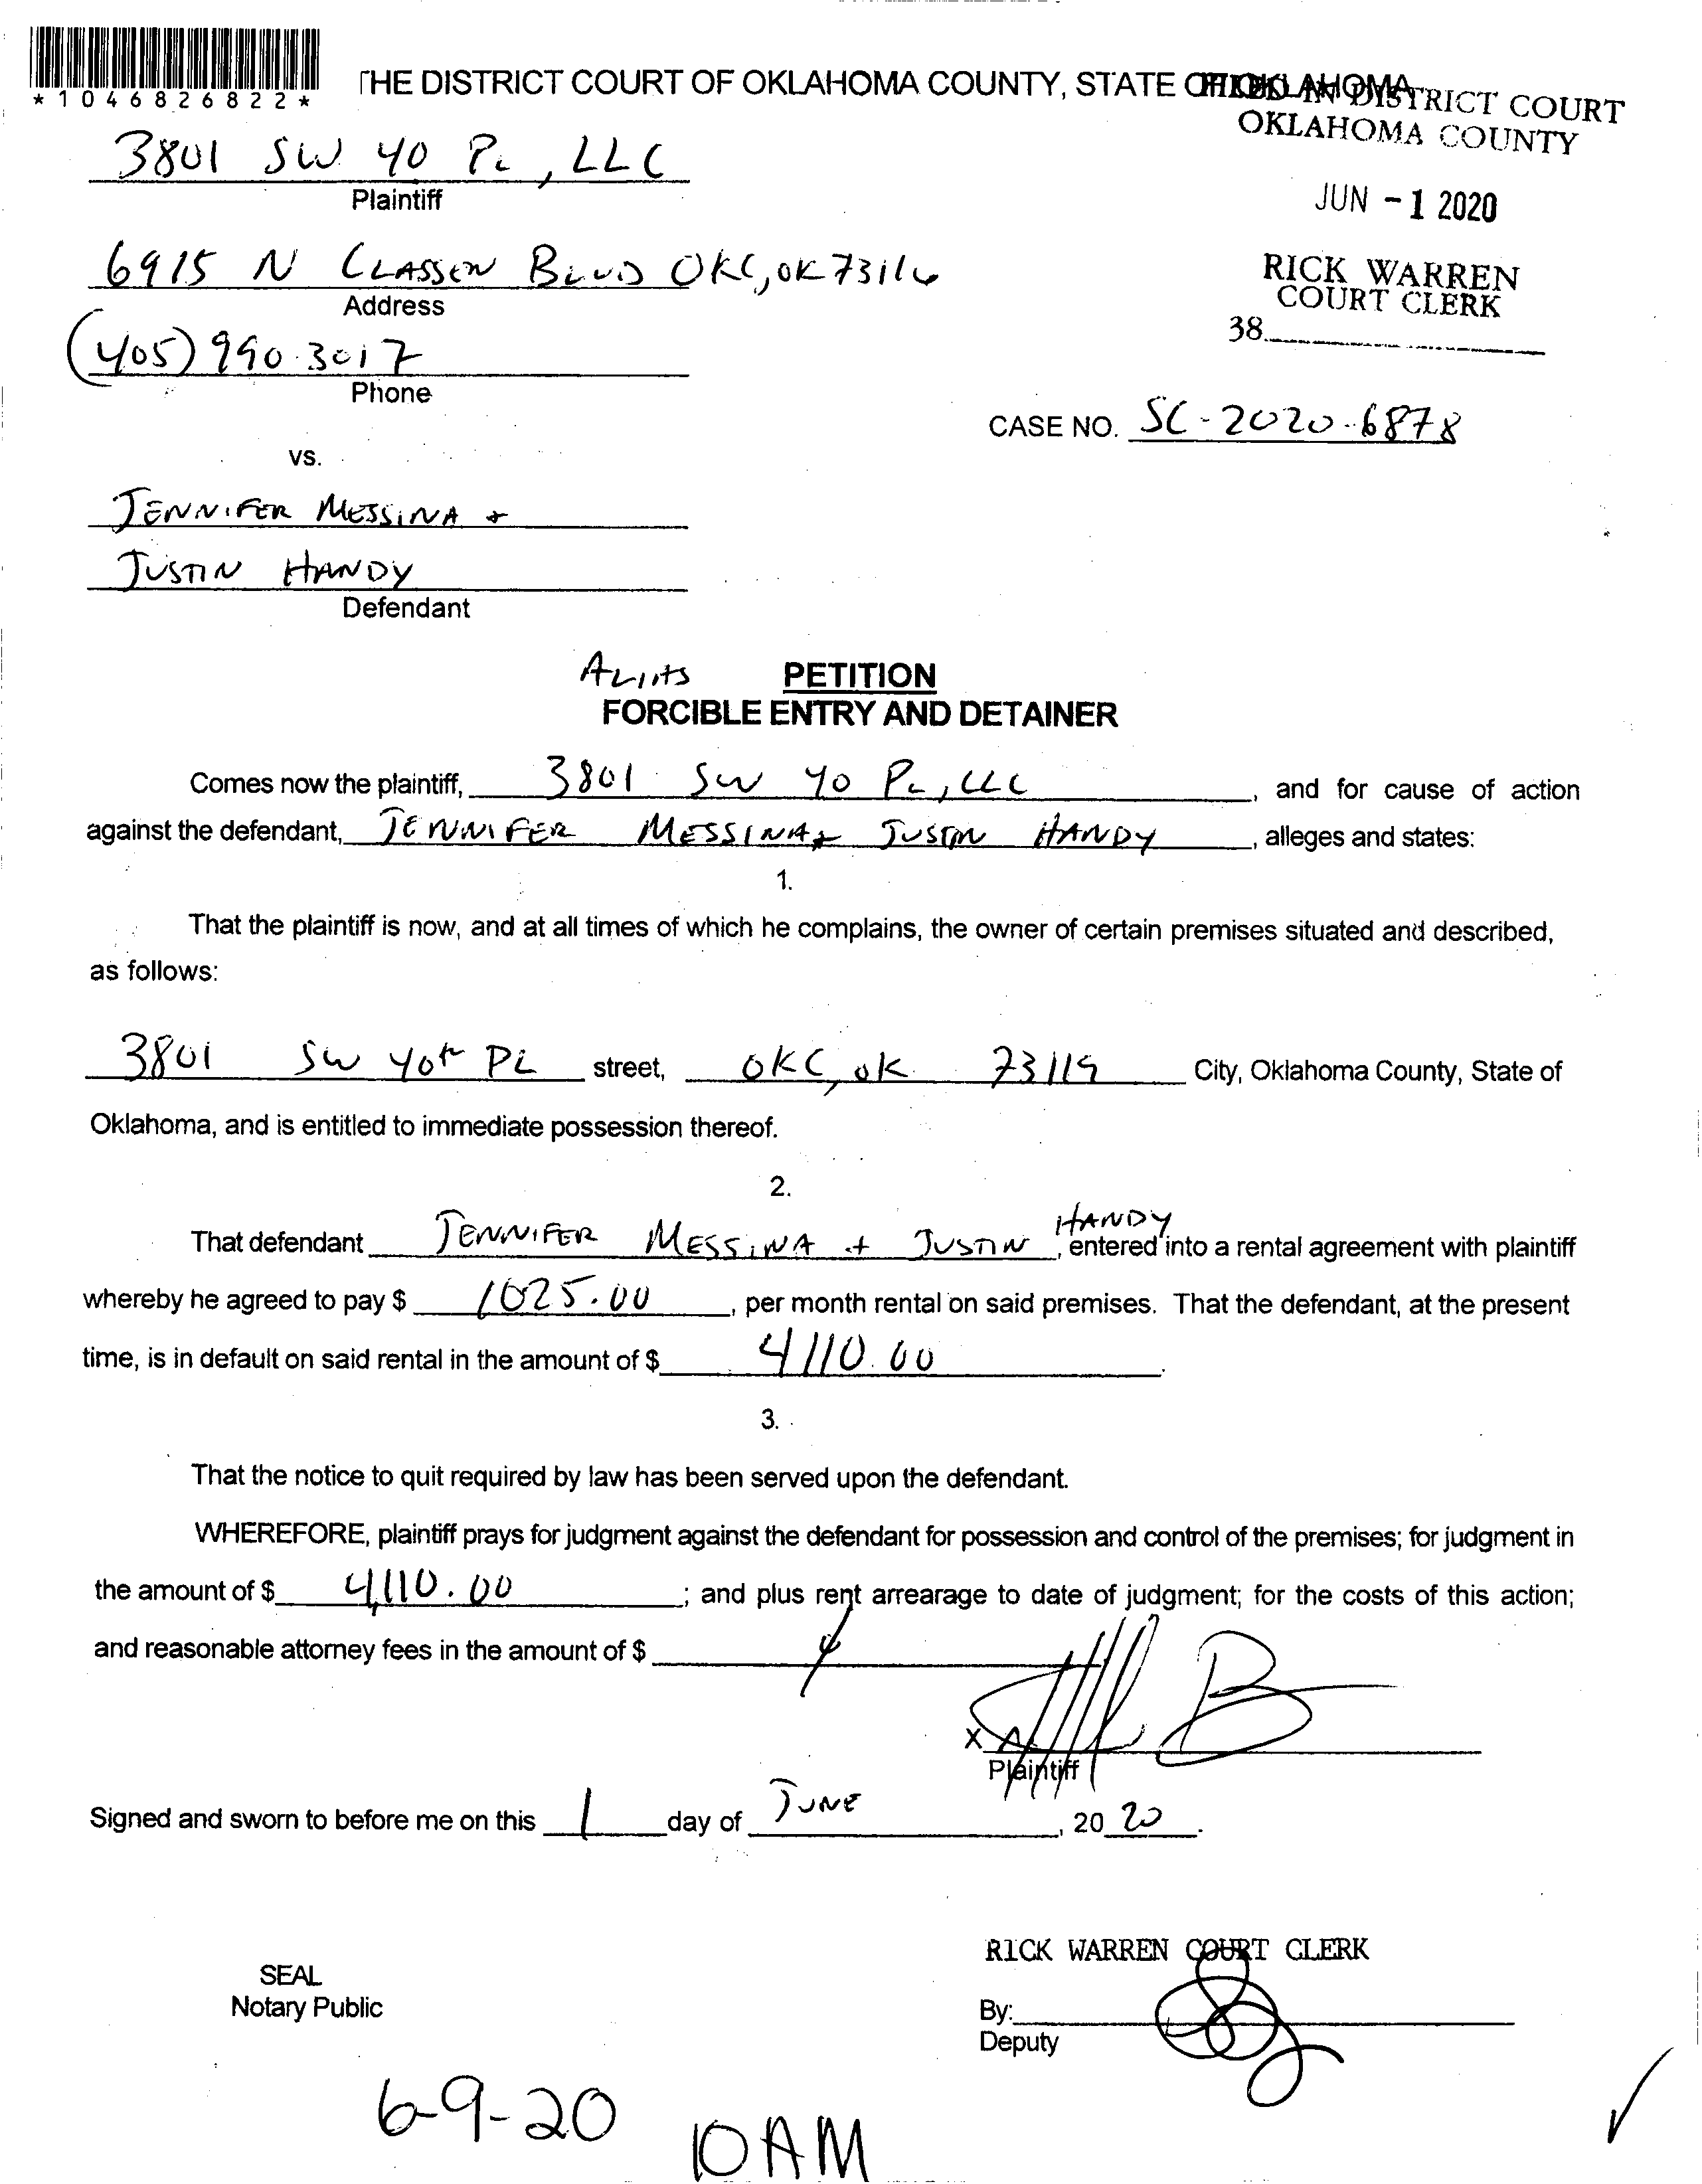 *1046826822*
THE DISTRICT COURT OF OKLAHOMA COUNTY, STATE OF OKLAHOMA
FILED IN DISTRICT COURT
OKLAHOMA COUNTY
3801 SW 40 PL, LLC
Plaintiff
JUN -1 2020
6915 N CLASSEN BLVD OKC, OK 73116
Address
RICK WARREN
COURT CLERK
38
(405) 990-3017
Phone
CASE NO. SC-2020-6878
vs.
JENNIFER MESSINA +
JUSTIN HANDY
Defendant
PETITION
FORCIBLE ENTRY AND DETAINER
Comes now the plaintiff, 3801 SW 40 PL, LLC, and for cause of action
against the defendant, JENNIFER MESSINA + JUSTIN HANDY, alleges and states:
1.
That the plaintiff is now, and at all times of which he complains, the owner of certain premises situated and described,
as follows:
3801 SW 40th PL street, OKC, OK 73119 City, Oklahoma County, State of
Oklahoma, and is entitled to immediate possession thereof.
2.
That defendant JENNIFER MESSINA + JUSTIN HANDY, entered into a rental agreement with plaintiff
whereby he agreed to pay $ 1025.00, per month rental on said premises. That the defendant, at the present
time, is in default on said rental in the amount of $ 4110.00.
3.
That the notice to quit required by law has been served upon the defendant.
WHEREFORE, plaintiff prays for judgment against the defendant for possession and control of the premises; for judgment in
the amount of $ 4,110.00; and plus rent arrearage to date of judgment; for the costs of this action;
and reasonable attorney fees in the amount of $
X
Plaintiff
Signed and sworn to before me on this 1 day of JUNE, 20 20.
RICK WARREN COURT CLERK
SEAL
Notary Public
By:
Deputy
6-9-20 10AM